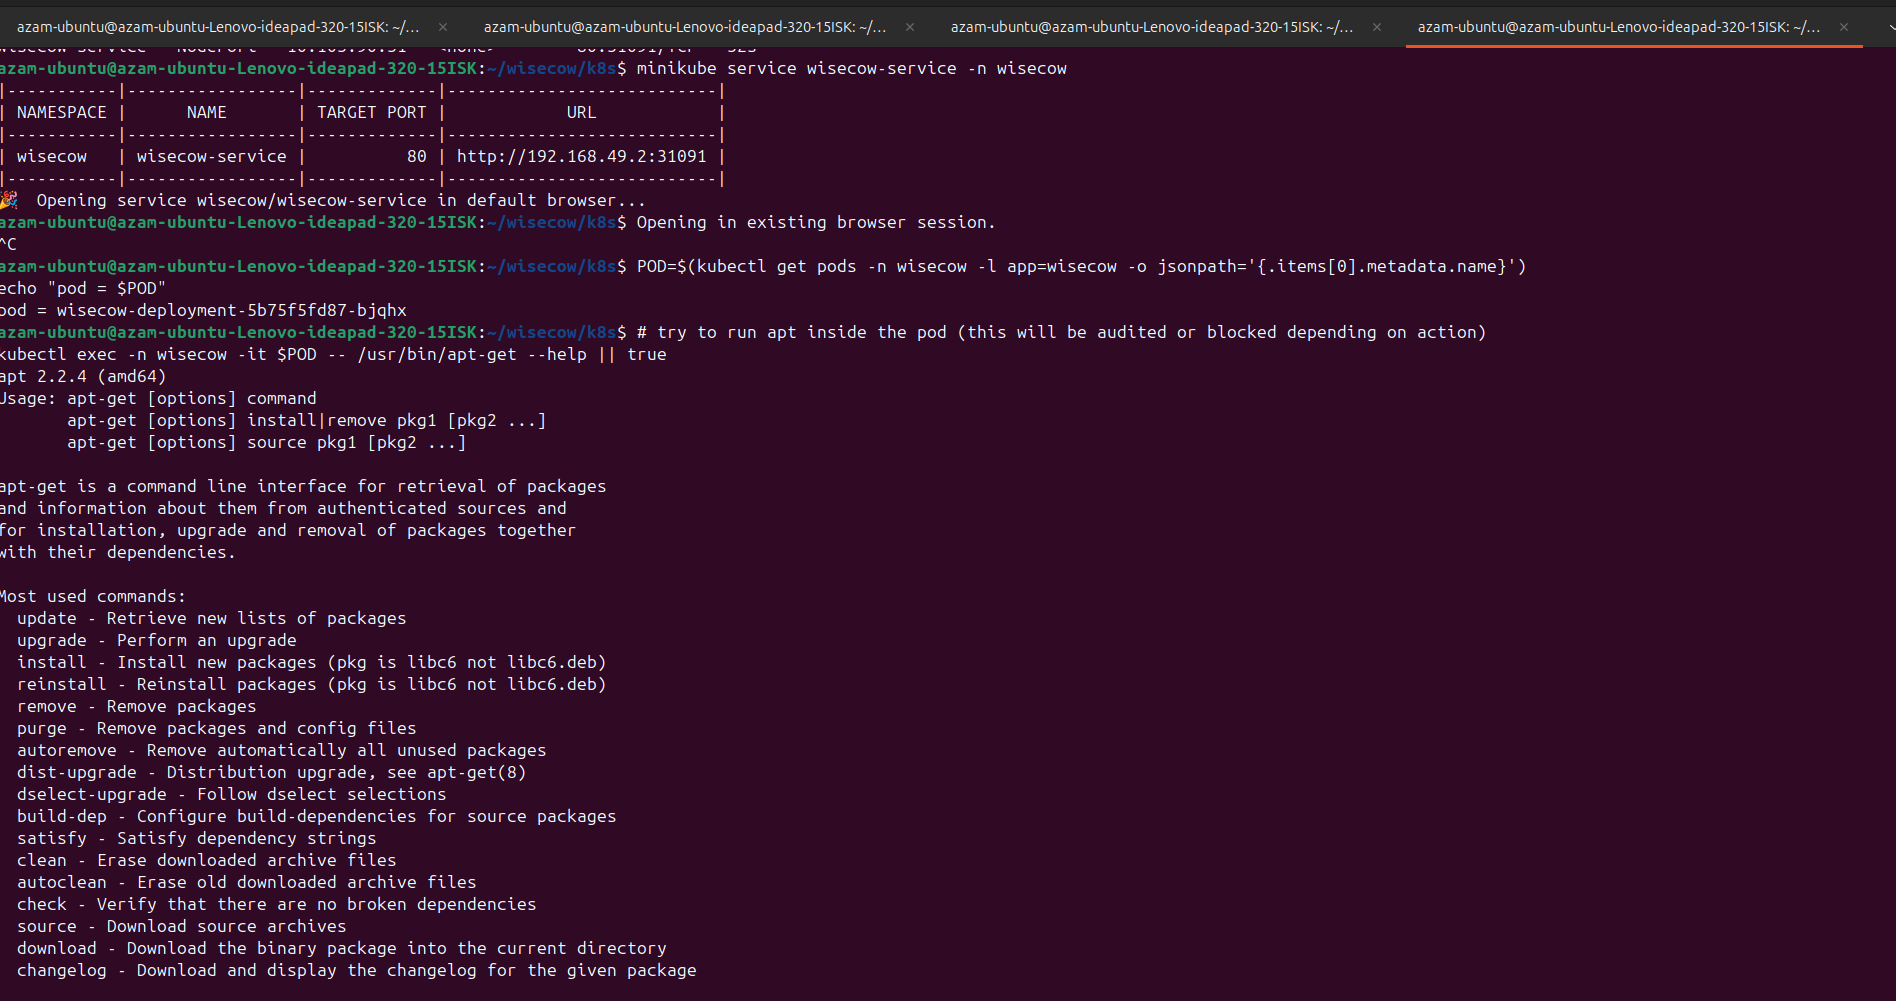 azam-ubuntu@azam-ubuntu-Lenovo-ideapad-320-15ISK: ~/... × azam-ubuntu@azam-ubuntu-Lenovo-ideapad-320-15ISK: ~/... × azam-ubuntu@azam-ubuntu-Lenovo-ideapad-320-15ISK: ~/... × azam-ubuntu@azam-ubuntu-Lenovo-ideapad-320-15ISK: ~/... ×
azam-ubuntu@azam-ubuntu-Lenovo-ideapad-320-15ISK:~/wisecow/k8s$ minikube service wisecow-service -n wisecow
|-----------|-----------------|-------------|---------------------------|
| NAMESPACE |      NAME       | TARGET PORT |            URL            |
|-----------|-----------------|-------------|---------------------------|
| wisecow   | wisecow-service |          80 | http://192.168.49.2:31091 |
|-----------|-----------------|-------------|---------------------------|
🎉  Opening service wisecow/wisecow-service in default browser...
azam-ubuntu@azam-ubuntu-Lenovo-ideapad-320-15ISK:~/wisecow/k8s$ Opening in existing browser session.
^C
azam-ubuntu@azam-ubuntu-Lenovo-ideapad-320-15ISK:~/wisecow/k8s$ POD=$(kubectl get pods -n wisecow -l app=wisecow -o jsonpath='{.items[0].metadata.name}')
echo "pod = $POD"
pod = wisecow-deployment-5b75f5fd87-bjqhx
azam-ubuntu@azam-ubuntu-Lenovo-ideapad-320-15ISK:~/wisecow/k8s$ # try to run apt inside the pod (this will be audited or blocked depending on action)
kubectl exec -n wisecow -it $POD -- /usr/bin/apt-get --help || true
apt 2.2.4 (amd64)
Usage: apt-get [options] command
       apt-get [options] install|remove pkg1 [pkg2 ...]
       apt-get [options] source pkg1 [pkg2 ...]
apt-get is a command line interface for retrieval of packages
and information about them from authenticated sources and
for installation, upgrade and removal of packages together
with their dependencies.
Most used commands:
  update - Retrieve new lists of packages
  upgrade - Perform an upgrade
  install - Install new packages (pkg is libc6 not libc6.deb)
  reinstall - Reinstall packages (pkg is libc6 not libc6.deb)
  remove - Remove packages
  purge - Remove packages and config files
  autoremove - Remove automatically all unused packages
  dist-upgrade - Distribution upgrade, see apt-get(8)
  dselect-upgrade - Follow dselect selections
  build-dep - Configure build-dependencies for source packages
  satisfy - Satisfy dependency strings
  clean - Erase downloaded archive files
  autoclean - Erase old downloaded archive files
  check - Verify that there are no broken dependencies
  source - Download source archives
  download - Download the binary package into the current directory
  changelog - Download and display the changelog for the given package